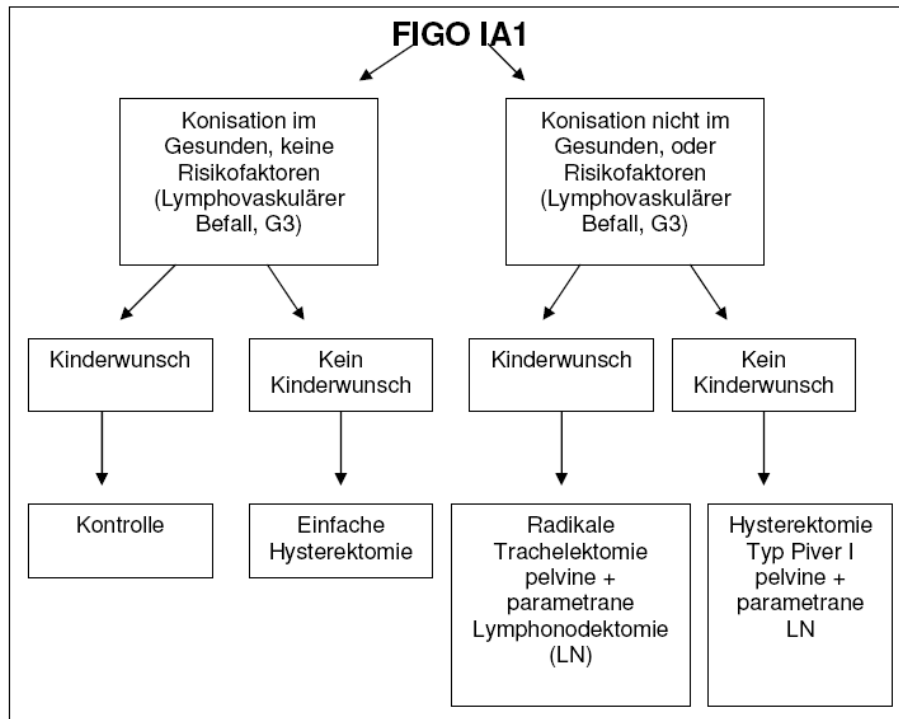 FIGO IA1
Konisation im
Gesunden, keine
Risikofaktoren
(Lymphovaskulärer
Befall, G3)
Konisation nicht im
Gesunden, oder
Risikofaktoren
(Lymphovaskulärer
Befall, G3)
Kinderwunsch
Kein
Kinderwunsch
Kinderwunsch
Kein
Kinderwunsch
Kontrolle
Einfache
Hysterektomie
Radikale
Trachelektomie
pelvine +
parametrane
Lymphonodektomie
(LN)
Hysterektomie
Typ Piver I
pelvine +
parametrane
LN